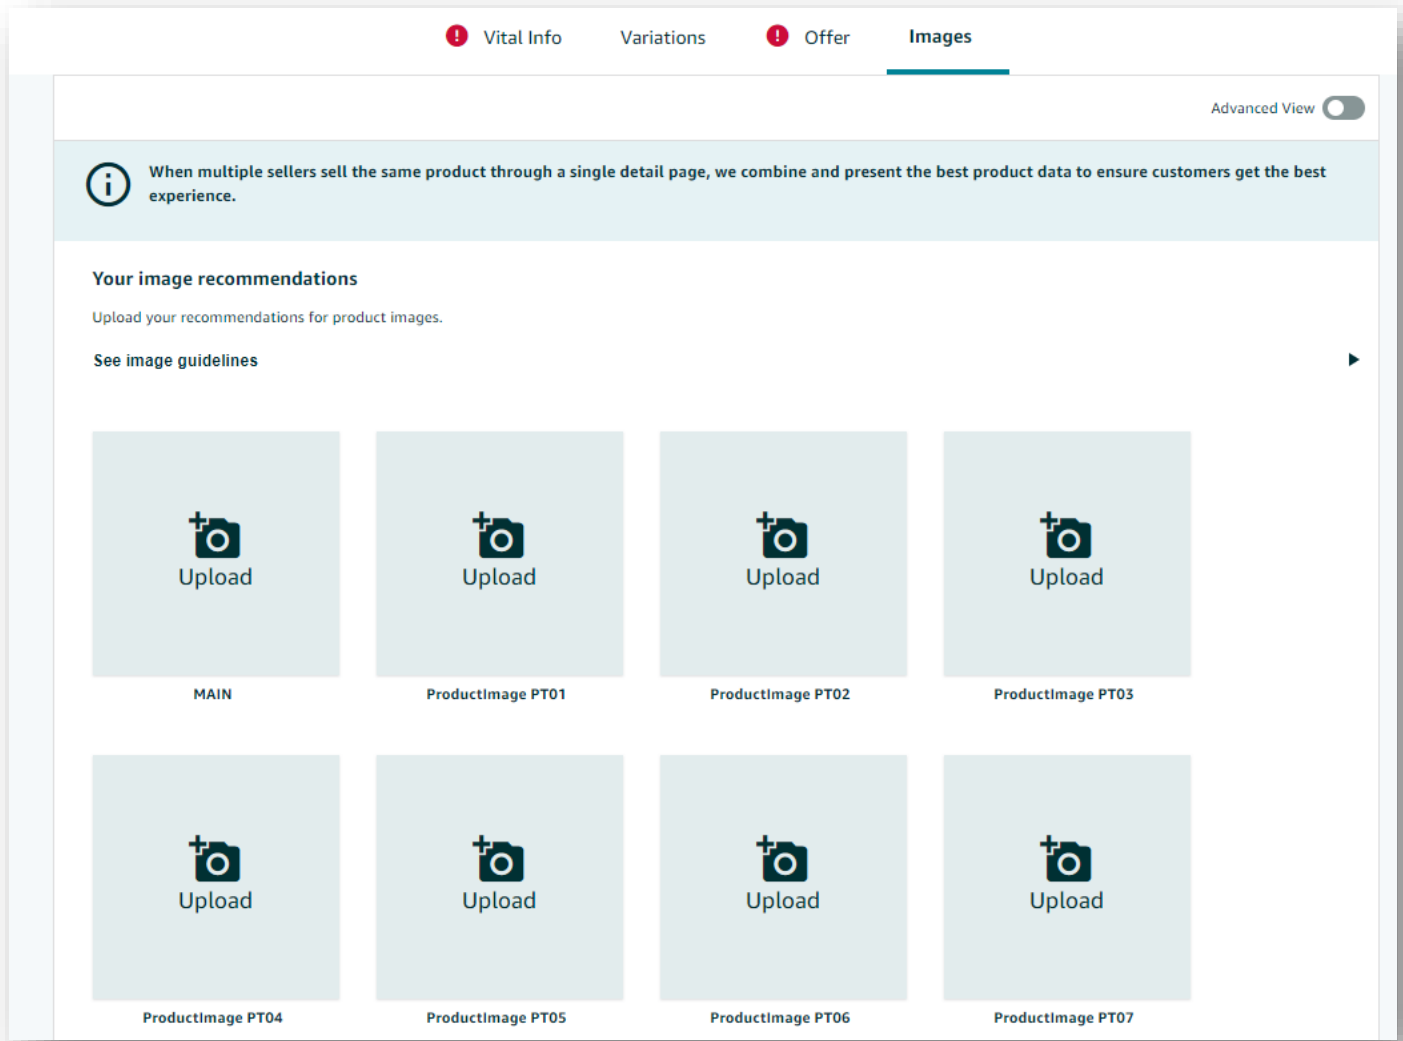 Vital Info Variations Offer Images
Advanced View
When multiple sellers sell the same product through a single detail page, we combine and present the best product data to ensure customers get the best
experience.
Your image recommendations
Upload your recommendations for product images.
See image guidelines
Upload Upload Upload Upload
MAIN ProductImage PT01 ProductImage PT02 ProductImage PT03
Upload Upload Upload Upload
ProductImage PT04 ProductImage PT05 ProductImage PT06 ProductImage PT07